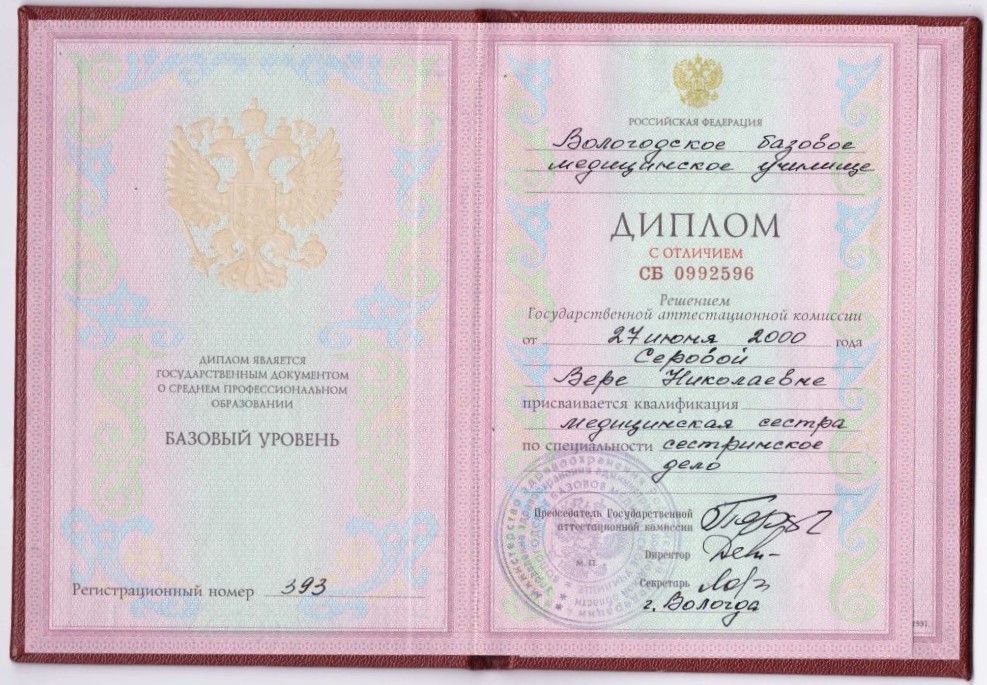 ДИПЛОМ ЯВЛЯЕТСЯ
ГОСУДАРСТВЕННЫМ ДОКУМЕНТОМ
О СРЕДНЕМ ПРОФЕССИОНАЛЬНОМ
ОБРАЗОВАНИИ
БАЗОВЫЙ УРОВЕНЬ
Регистрационный номер 393
РОССИЙСКАЯ ФЕДЕРАЦИЯ
Вологодское базовое
медицинское училище
ДИПЛОМ
С ОТЛИЧИЕМ
СБ 0992596
Решением
Государственной аттестационной комиссии
от 27 июня 2000 года
Серовой
Вере Николаевне
присваивается квалификация
медицинская сестра
по специальности сестринское
дело
Председатель Государственной
аттестационной комиссии
Директор
М. П.
Секретарь
г. Вологда